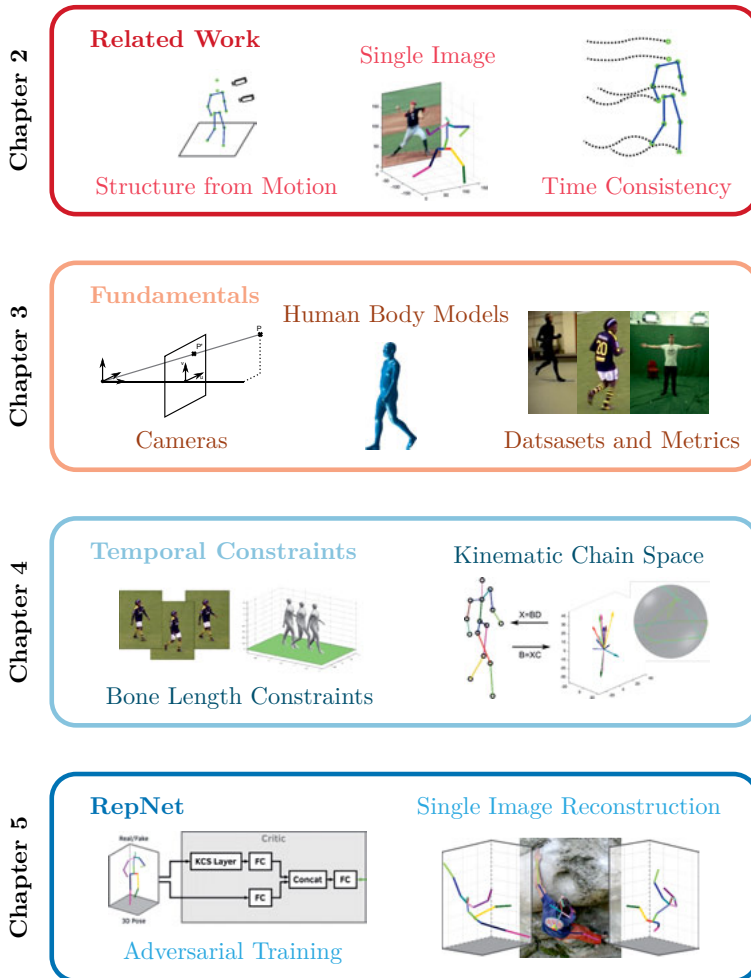 Chapter 2
Related Work
Single Image
Structure from Motion
Time Consistency
Chapter 3
Fundamentals
Human Body Models
P
P'
Cameras
Datsasets and Metrics
Chapter 4
Temporal Constraints
Kinematic Chain Space
X=BD
B=XC
Bone Length Constraints
Chapter 5
RepNet
Single Image Reconstruction
Real/Fake
Critic
KCS Layer
FC
Concat
FC
FC
3D Pose
Adversarial Training